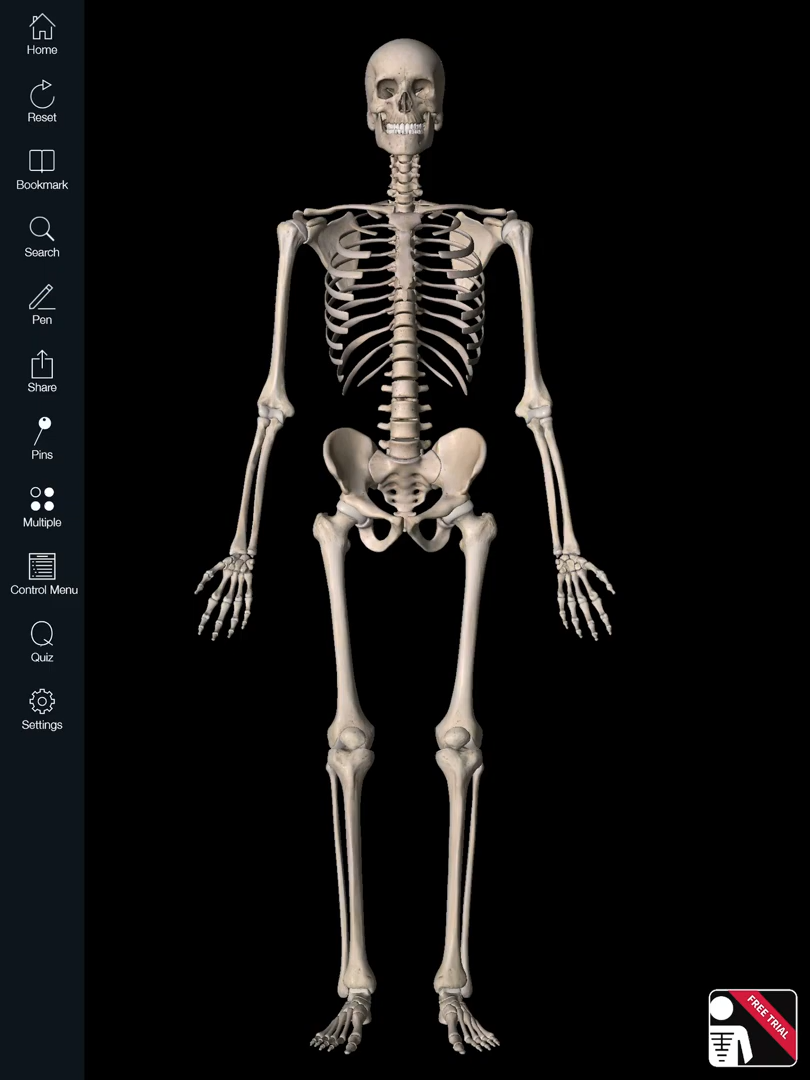 Home
Reset
Bookmark
Search
Pen
Share
Pins
Multiple
Control Menu
Quiz
Settings
FREE TRIAL